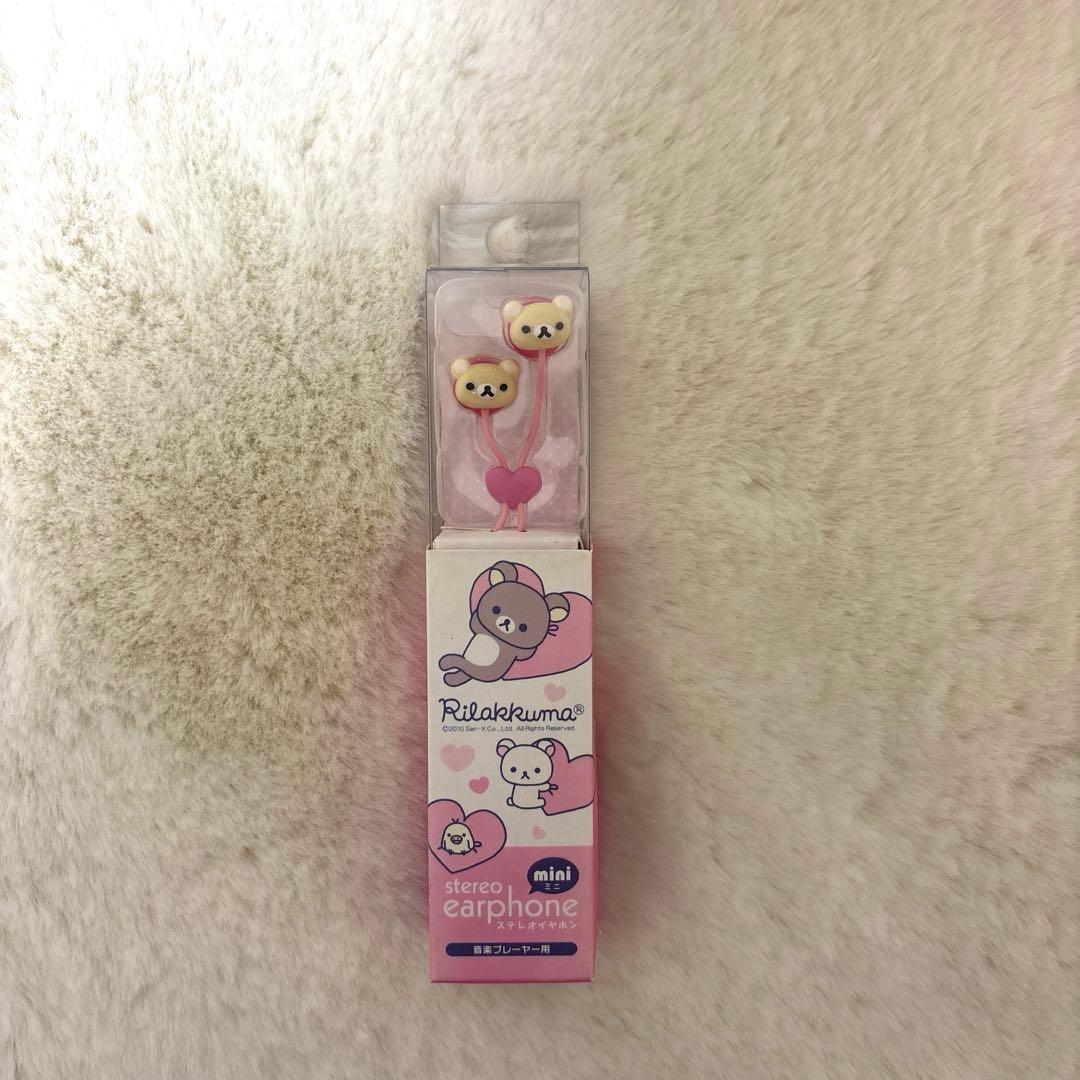 Rilakkuma®
©2010 San-X Co., Ltd. All Rights Reserved.
mini
ミニ
stereo
earphone
ステレオイヤホン
音楽プレーヤー用